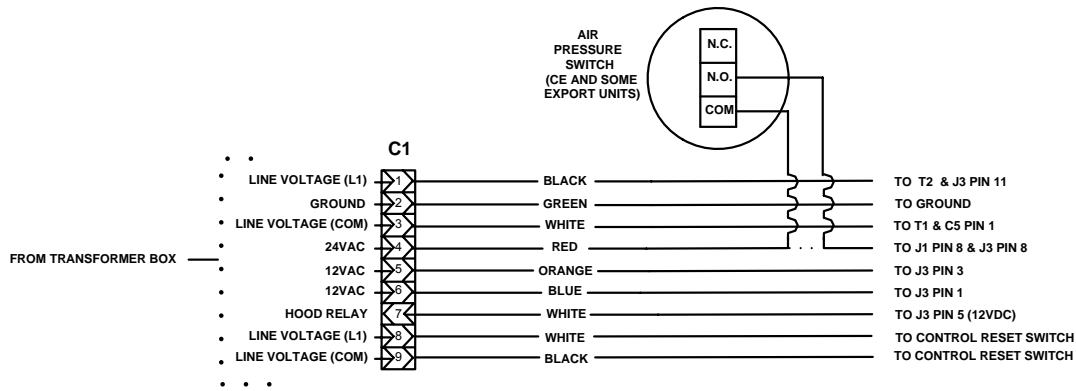 AIR
PRESSURE
SWITCH
(CE AND SOME
EXPORT UNITS)
N.C.
N.O.
COM
C1
LINE VOLTAGE (L1) 1 BLACK TO T2 & J3 PIN 11
GROUND 2 GREEN TO GROUND
LINE VOLTAGE (COM) 3 WHITE TO T1 & C5 PIN 1
24VAC 4 RED TO J1 PIN 8 & J3 PIN 8
FROM TRANSFORMER BOX
12VAC 5 ORANGE TO J3 PIN 3
12VAC 6 BLUE TO J3 PIN 1
HOOD RELAY 7 WHITE TO J3 PIN 5 (12VDC)
LINE VOLTAGE (L1) 8 WHITE TO CONTROL RESET SWITCH
LINE VOLTAGE (COM) 9 BLACK TO CONTROL RESET SWITCH